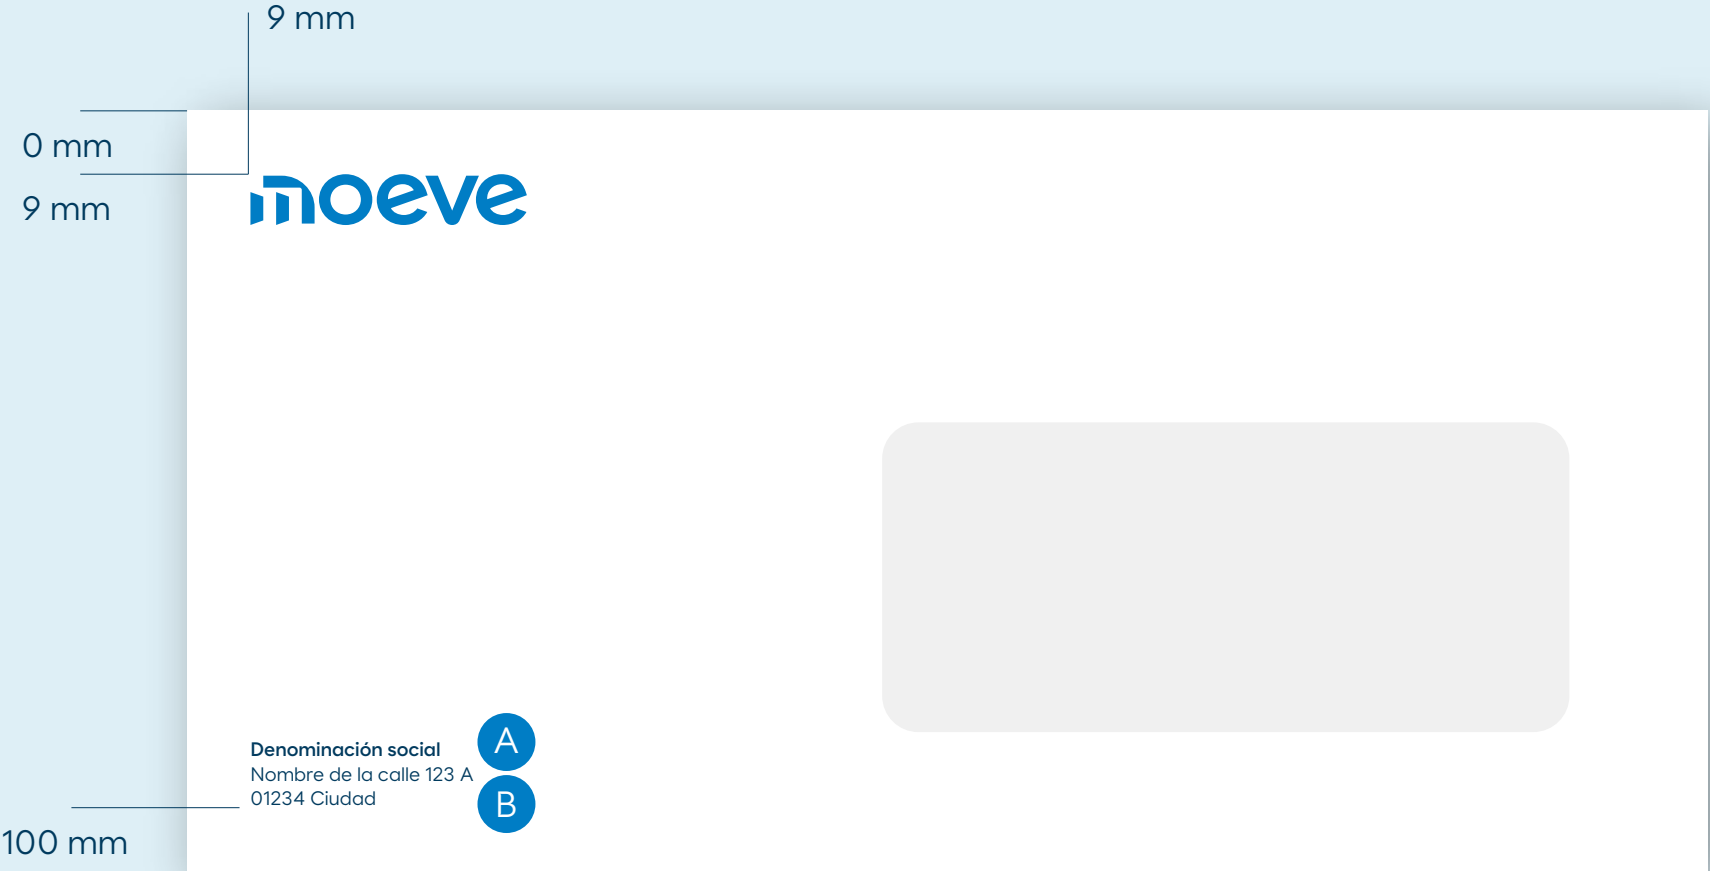 9 mm
0 mm
9 mm
moeve
Denominación social
A
Nombre de la calle 123 A
01234 Ciudad
B
100 mm